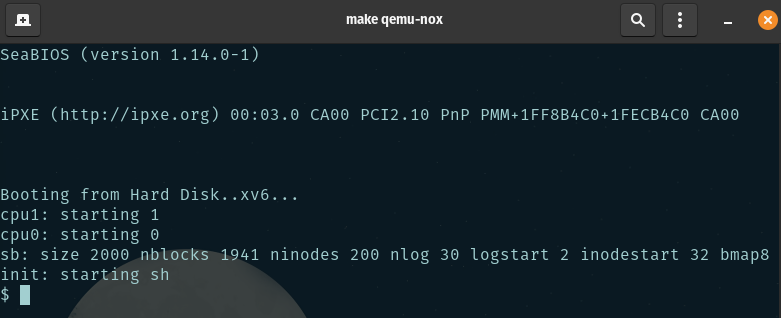 make qemu-nox
SeaBIOS (version 1.14.0-1)
iPXE (http://ipxe.org) 00:03.0 CA00 PCI2.10 PnP PMM+1FF8B4C0+1FECB4C0 CA00
Booting from Hard Disk..xv6...
cpu1: starting 1
cpu0: starting 0
sb: size 2000 nblocks 1941 ninodes 200 nlog 30 logstart 2 inodestart 32 bmap8
init: starting sh
$